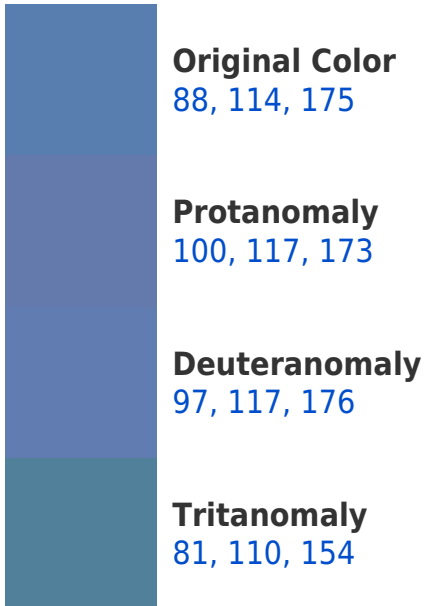 Original Color
88, 114, 175
Protanomaly
100, 117, 173
Deuteranomaly
97, 117, 176
Tritanomaly
81, 110, 154